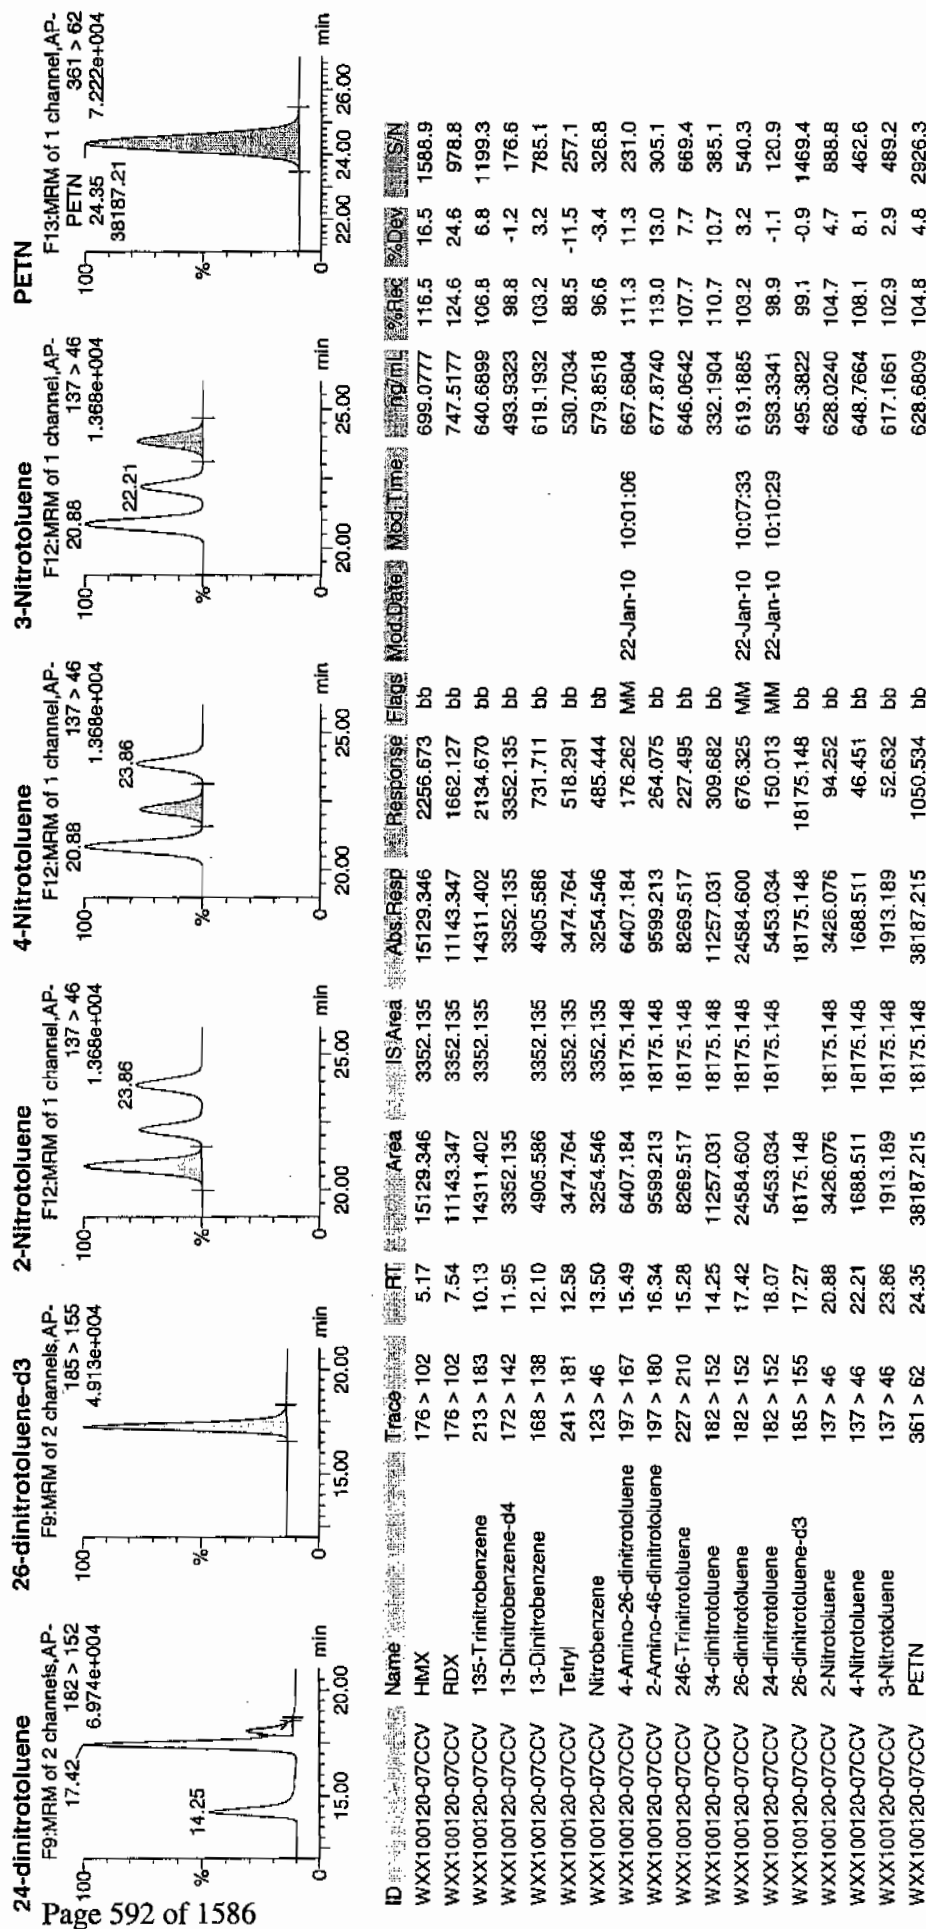 24-dinitrotoluene
F9:MRM of 2 channels,AP-
182 > 152
6.974e+004
17.42
14.25
100
%
0
15.00
20.00
min
26-dinitrotoluene-d3
F9:MRM of 2 channels,AP-
185 > 155
4.913e+004
100
%
0
15.00
20.00
min
2-Nitrotoluene
F12:MRM of 1 channel,AP-
137 > 46
1.368e+004
23.86
100
%
0
20.00
25.00
min
4-Nitrotoluene
F12:MRM of 1 channel,AP-
20.88
137 > 46
1.368e+004
23.86
100
%
0
20.00
25.00
min
3-Nitrotoluene
F12:MRM of 1 channel,AP-
20.88
137 > 46
1.368e+004
22.21
100
%
0
20.00
25.00
min
PETN
F13:MRM of 1 channel,AP-
PETN
24.35
38187.21
361 > 62
7.222e+004
100
%
0
22.00
24.00
26.00
min
ID Name Trace RT Area IS Area Abs.Resp Response Flags Mod.Date Mod.Time ng/mL %Rec %Dev S/N
WXX100120-07CCV HMX 176 > 102 5.17 15129.346 3352.135 15129.346 2256.673 bb 699.0777 116.5 16.5 1588.9
WXX100120-07CCV RDX 176 > 102 7.54 11143.347 3352.135 11143.347 1662.127 bb 747.5177 124.6 24.6 978.8
WXX100120-07CCV 135-Trinitrobenzene 213 > 183 10.13 14311.402 3352.135 14311.402 2134.670 bb 640.6899 106.8 6.8 1199.3
WXX100120-07CCV 13-Dinitrobenzene-d4 172 > 142 11.95 3352.135 3352.135 3352.135 bb 493.9323 98.8 -1.2 176.6
WXX100120-07CCV 13-Dinitrobenzene 168 > 138 12.10 4905.586 3352.135 4905.586 731.711 bb 619.1932 103.2 3.2 785.1
WXX100120-07CCV Tetryl 241 > 181 12.58 3474.764 3352.135 3474.764 518.291 bb 530.7034 88.5 -11.5 257.1
WXX100120-07CCV Nitrobenzene 123 > 46 13.50 3254.546 3352.135 3254.546 485.444 bb 579.8518 96.6 -3.4 326.8
WXX100120-07CCV 4-Amino-26-dinitrotoluene 197 > 167 15.49 6407.184 18175.148 6407.184 176.262 MM 22-Jan-10 10:01:06 667.6804 111.3 11.3 231.0
WXX100120-07CCV 2-Amino-46-dinitrotoluene 197 > 180 16.34 9599.213 18175.148 9599.213 264.075 bb 677.8740 113.0 13.0 305.1
WXX100120-07CCV 246-Trinitrotoluene 227 > 210 15.28 8269.517 18175.148 8269.517 227.495 bb 646.0642 107.7 7.7 669.4
WXX100120-07CCV 34-dinitrotoluene 182 > 152 14.25 11257.031 18175.148 11257.031 309.682 bb 332.1904 110.7 10.7 385.1
WXX100120-07CCV 26-dinitrotoluene 182 > 152 17.42 24584.600 18175.148 24584.600 676.325 MM 22-Jan-10 10:07:33 619.1885 103.2 3.2 540.3
WXX100120-07CCV 24-dinitrotoluene 182 > 152 18.07 5453.034 18175.148 5453.034 150.013 MM 22-Jan-10 10:10:29 593.3341 98.9 -1.1 120.9
WXX100120-07CCV 26-dinitrotoluene-d3 185 > 155 17.27 18175.148 18175.148 18175.148 bb 495.3822 99.1 -0.9 1469.4
WXX100120-07CCV 2-Nitrotoluene 137 > 46 20.88 3426.076 18175.148 3426.076 94.252 bb 628.0240 104.7 4.7 888.8
WXX100120-07CCV 4-Nitrotoluene 137 > 46 22.21 1688.511 18175.148 1688.511 46.451 bb 648.7664 108.1 8.1 462.6
WXX100120-07CCV 3-Nitrotoluene 137 > 46 23.86 1913.189 18175.148 1913.189 52.632 bb 617.1661 102.9 2.9 489.2
WXX100120-07CCV PETN 361 > 62 24.35 38187.215 18175.148 38187.215 1050.534 bb 628.6809 104.8 4.8 2926.3
Page 592 of 1586